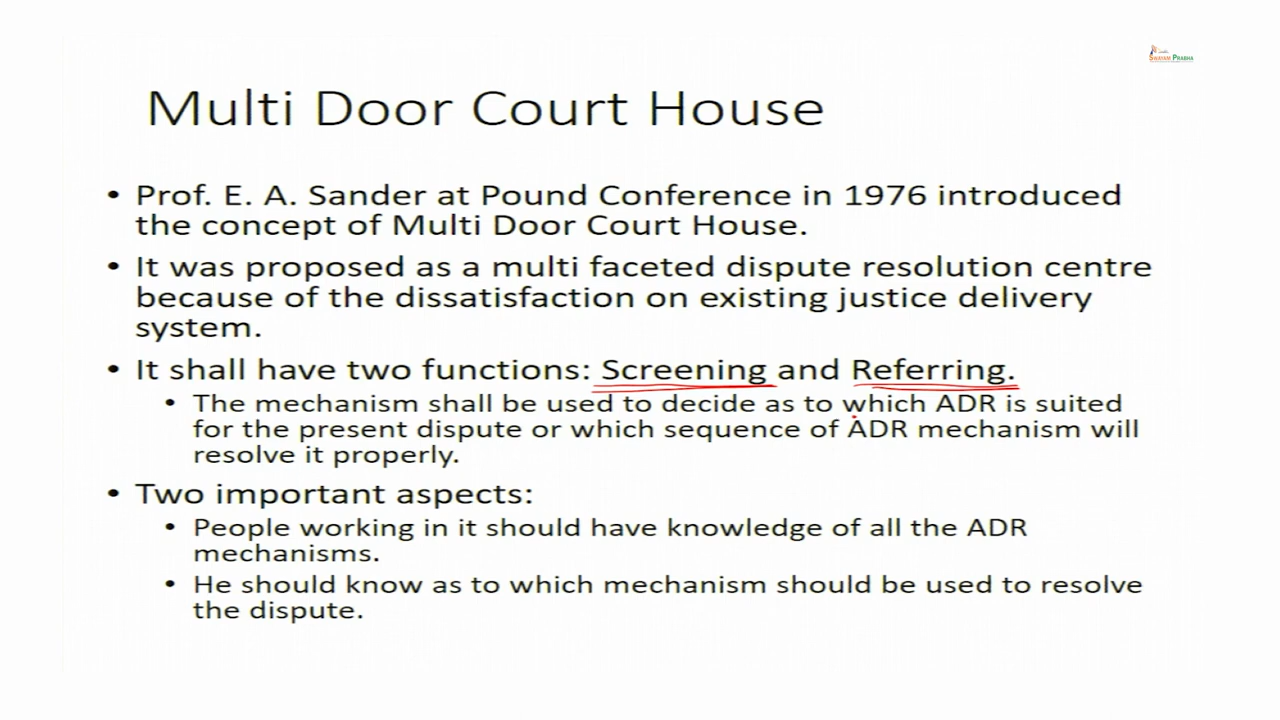 SWAYAM PRABHA
Multi Door Court House
• Prof. E. A. Sander at Pound Conference in 1976 introduced
the concept of Multi Door Court House.
• It was proposed as a multi faceted dispute resolution centre
because of the dissatisfaction on existing justice delivery
system.
• It shall have two functions: Screening and Referring.
• The mechanism shall be used to decide as to which ADR is suited
for the present dispute or which sequence of ADR mechanism will
resolve it properly.
• Two important aspects:
• People working in it should have knowledge of all the ADR
mechanisms.
• He should know as to which mechanism should be used to resolve
the dispute.